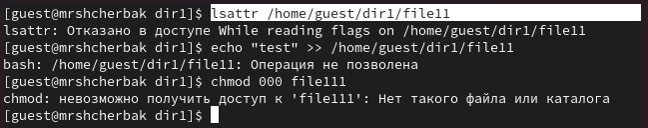 [guest@mrshcherbak dir1]$ lsattr /home/guest/dir1/file11
lsattr: Отказано в доступе While reading flags on /home/guest/dir1/file11
[guest@mrshcherbak dir1]$ echo "test" >> /home/guest/dir1/file11
bash: /home/guest/dir1/file11: Операция не позволена
[guest@mrshcherbak dir1]$ chmod 000 file111
chmod: невозможно получить доступ к 'file111': Нет такого файла или каталога
[guest@mrshcherbak dir1]$